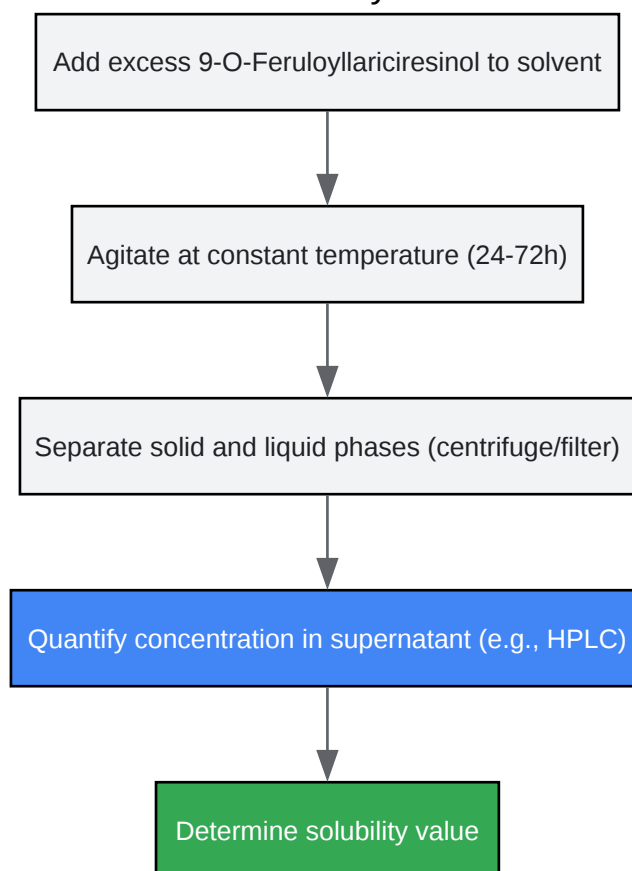 Add excess 9-O-Feruloyllariciresinol to solvent
Agitate at constant temperature (24-72h)
Separate solid and liquid phases (centrifuge/filter)
Quantify concentration in supernatant (e.g., HPLC)
Determine solubility value